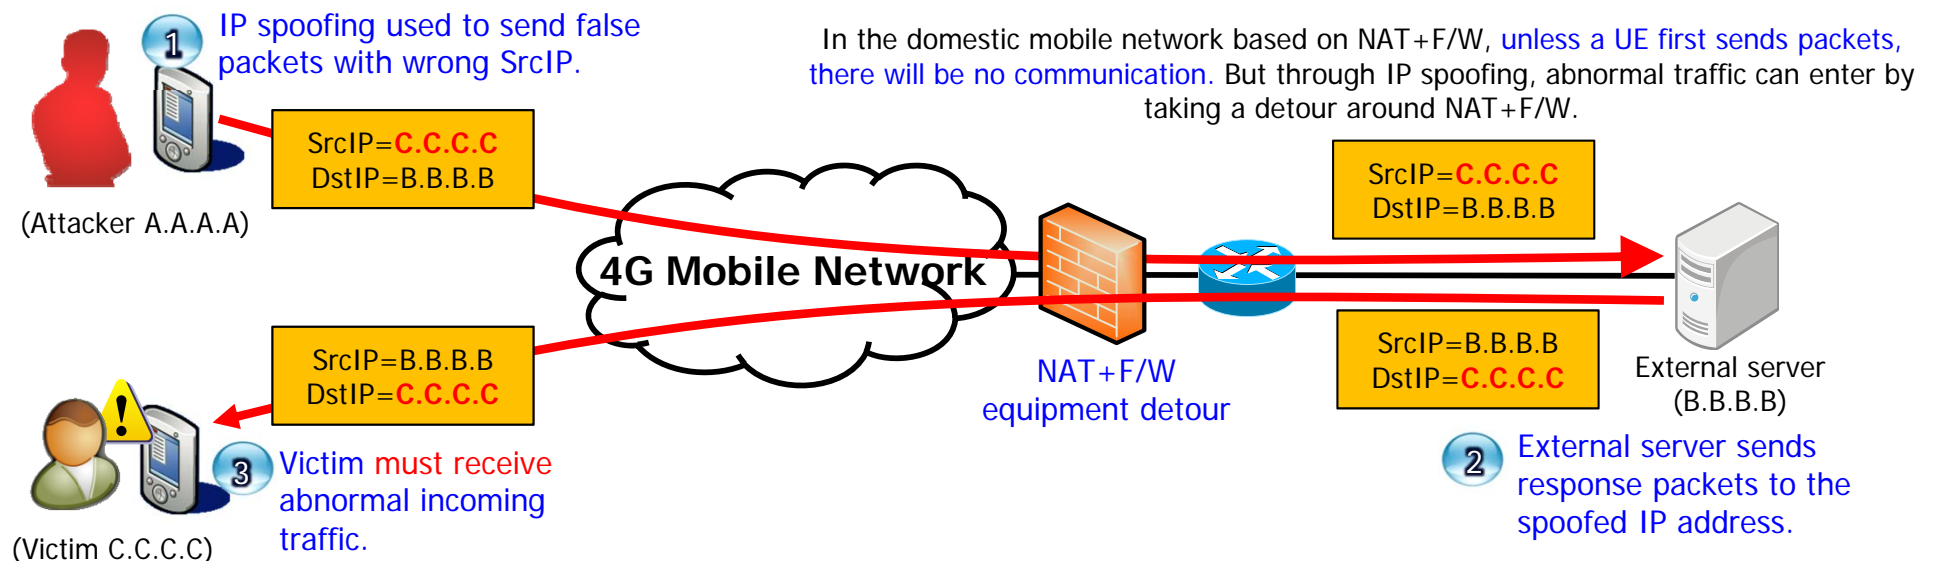 1
IP spoofing used to send false
packets with wrong SrcIP.
In the domestic mobile network based on NAT+F/W, unless a UE first sends packets,
there will be no communication. But through IP spoofing, abnormal traffic can enter by
taking a detour around NAT+F/W.
SrcIP=C.C.C.C
DstIP=B.B.B.B
(Attacker A.A.A.A)
SrcIP=C.C.C.C
DstIP=B.B.B.B
4G Mobile Network
SrcIP=B.B.B.B
DstIP=C.C.C.C
NAT+F/W
equipment detour
SrcIP=B.B.B.B
DstIP=C.C.C.C
External server
(B.B.B.B)
3
Victim must receive
abnormal incoming
traffic.
(Victim C.C.C.C)
2
External server sends
response packets to the
spoofed IP address.